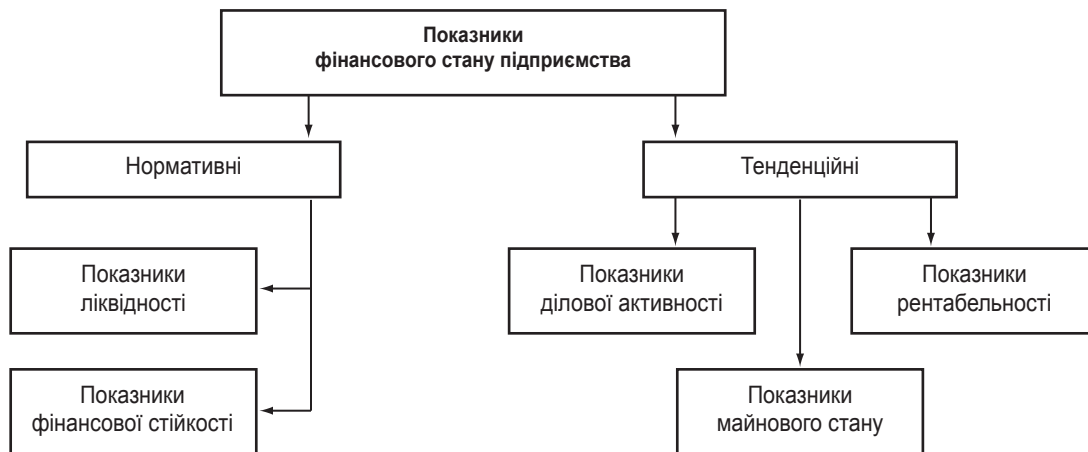 Показники
фінансового стану підприємства
Нормативні
Тенденційні
Показники
ліквідності
Показники
ділової активності
Показники
рентабельності
Показники
фінансової стійкості
Показники
майнового стану